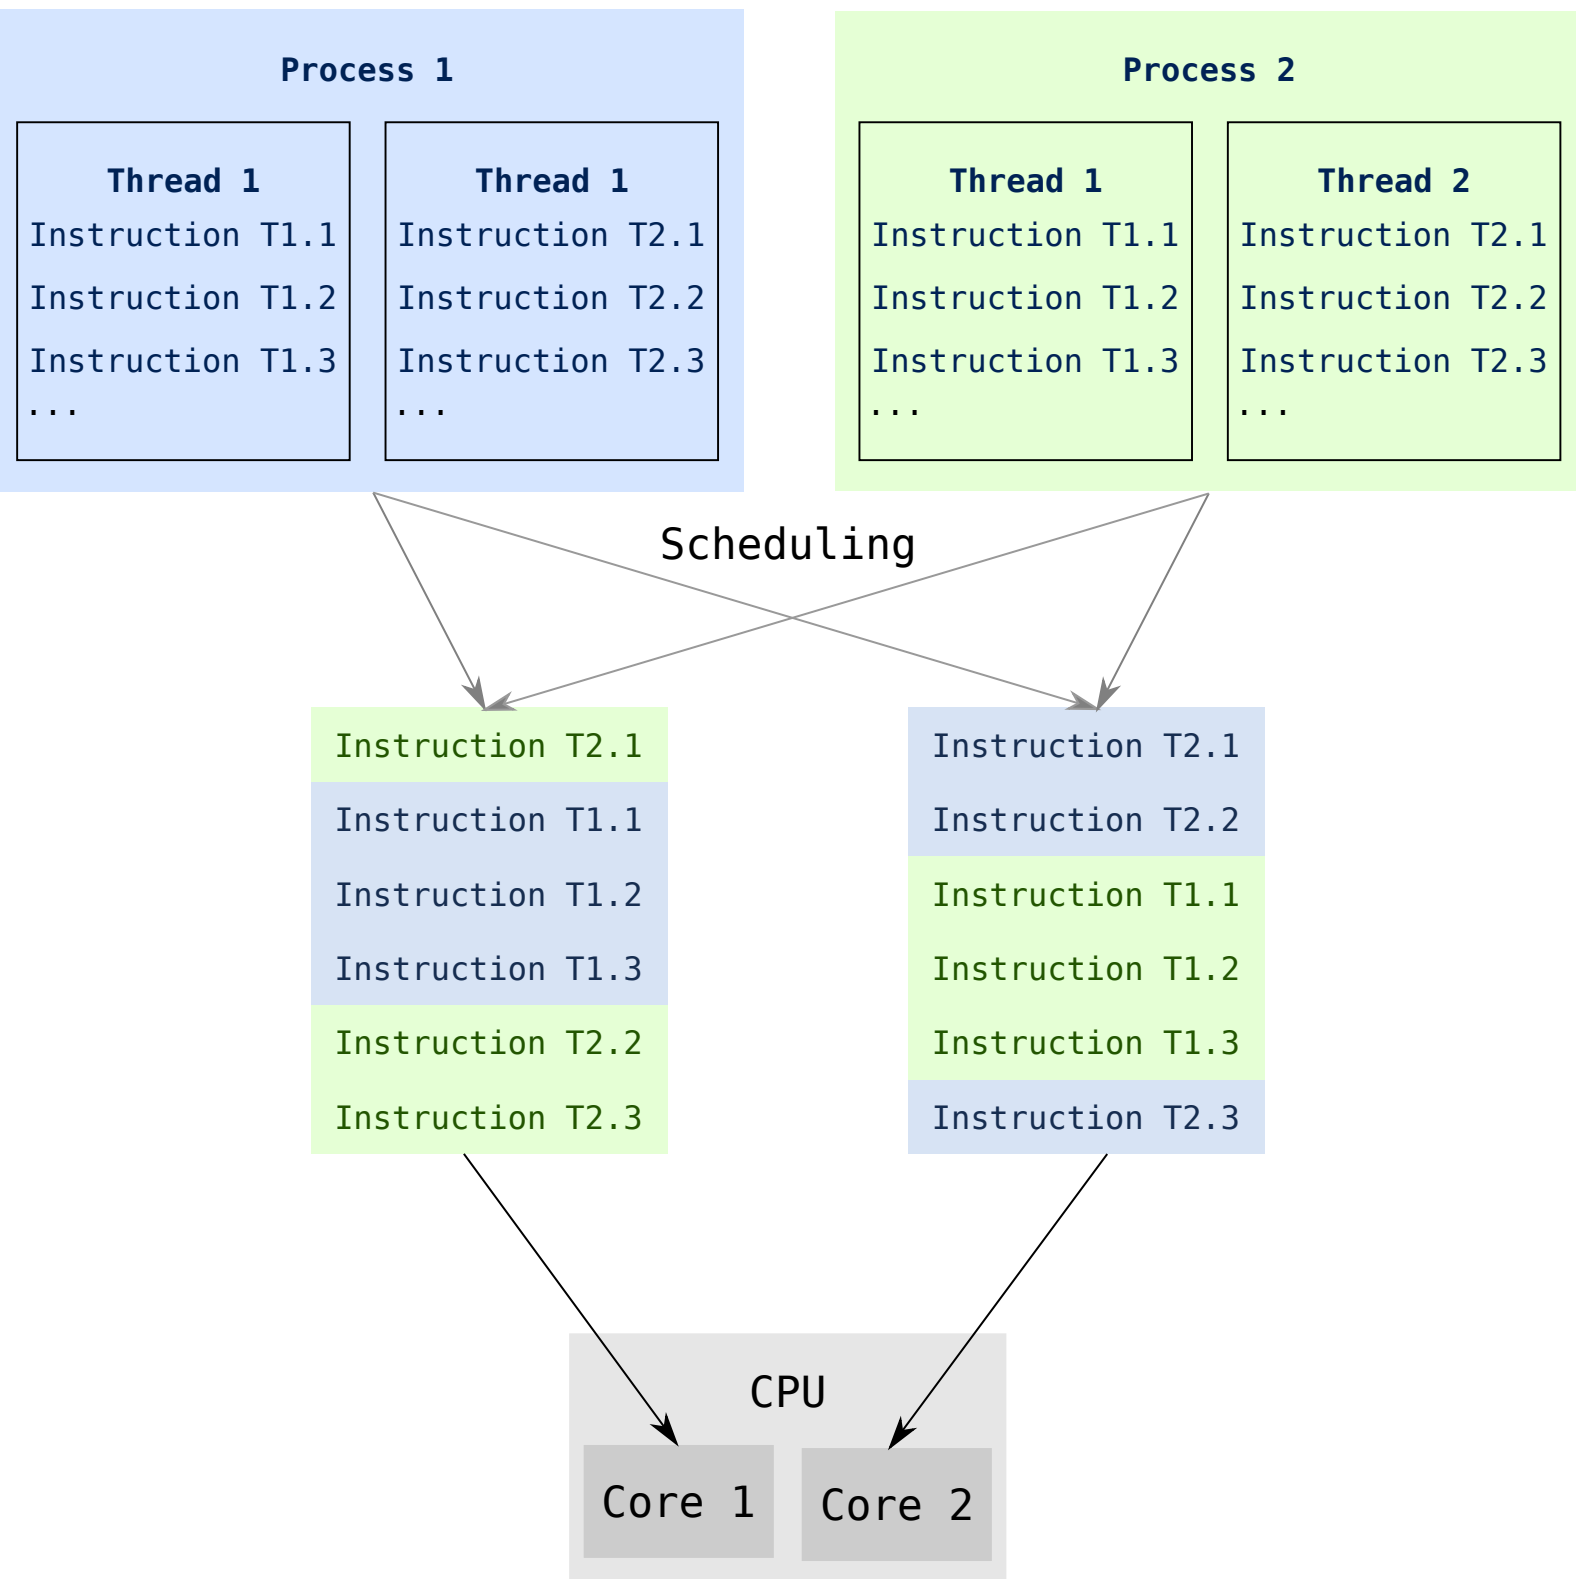 Process 1
Thread 1
Instruction T1.1
Instruction T1.2
Instruction T1.3
...
Thread 1
Instruction T2.1
Instruction T2.2
Instruction T2.3
...
Process 2
Thread 1
Instruction T1.1
Instruction T1.2
Instruction T1.3
...
Thread 2
Instruction T2.1
Instruction T2.2
Instruction T2.3
...
Scheduling
Instruction T2.1
Instruction T1.1
Instruction T1.2
Instruction T1.3
Instruction T2.2
Instruction T2.3
Instruction T2.1
Instruction T2.2
Instruction T1.1
Instruction T1.2
Instruction T1.3
Instruction T2.3
CPU
Core 1
Core 2